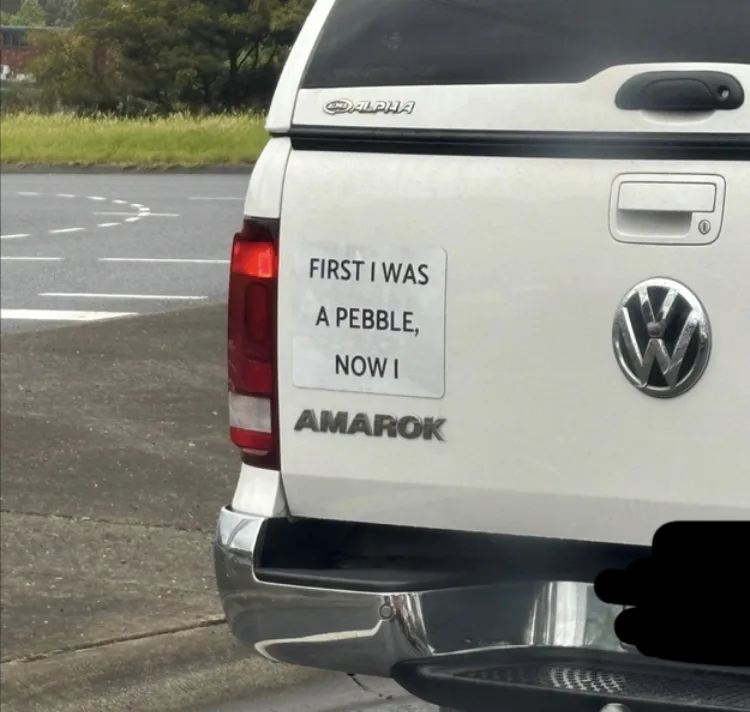 ALPHA
FIRST I WAS
A PEBBLE,
NOW I
AMAROK